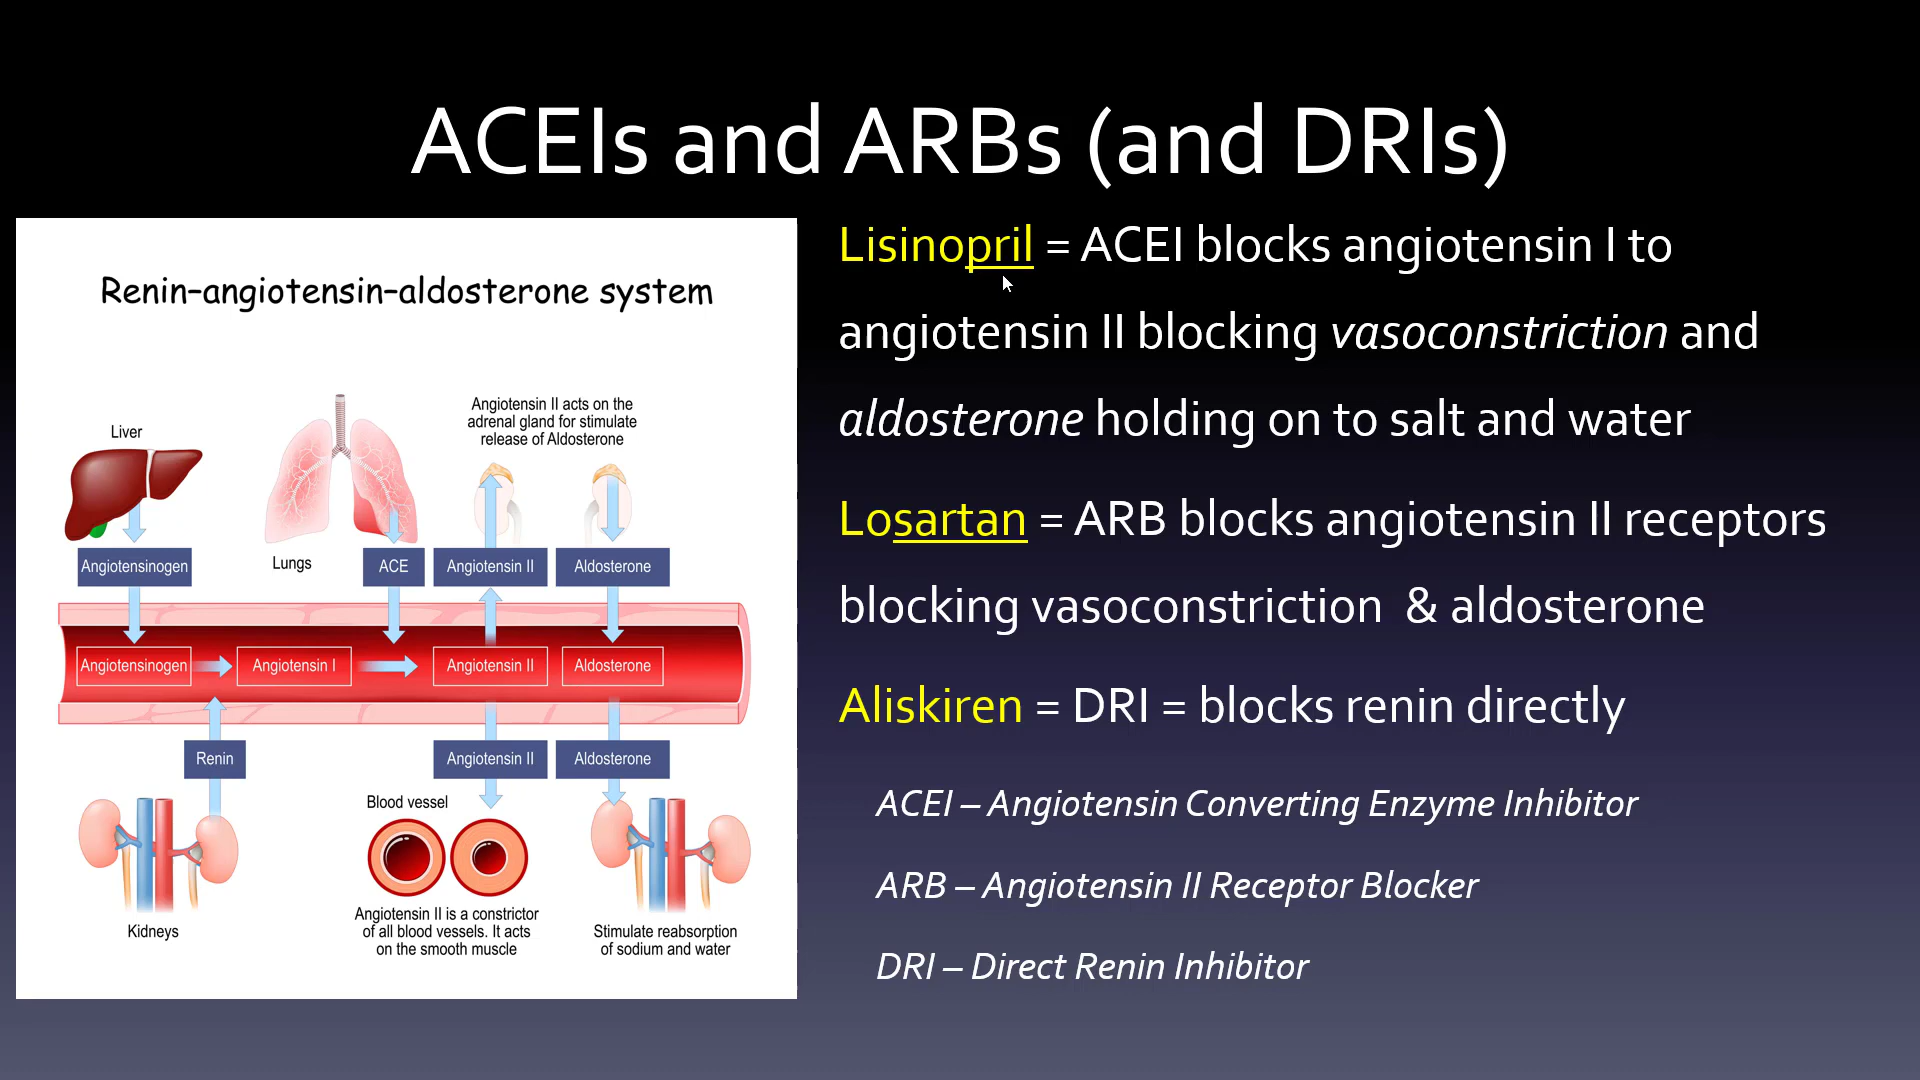 ACEIs and ARBs (and DRIs)
Renin–angiotensin–aldosterone system
Liver
Lungs
Angiotensin II acts on the
adrenal gland for stimulate
release of Aldosterone
Angiotensinogen
ACE
Angiotensin II
Aldosterone
Angiotensinogen
Angiotensin I
Angiotensin II
Aldosterone
Renin
Angiotensin II
Aldosterone
Kidneys
Blood vessel
Angiotensin II is a constrictor
of all blood vessels. It acts
on the smooth muscle
Stimulate reabsorption
of sodium and water
Lisinopril = ACEI blocks angiotensin I to
angiotensin II blocking vasoconstriction and
aldosterone holding on to salt and water
Losartan = ARB blocks angiotensin II receptors
blocking vasoconstriction & aldosterone
Aliskiren = DRI = blocks renin directly
ACEI – Angiotensin Converting Enzyme Inhibitor
ARB – Angiotensin II Receptor Blocker
DRI – Direct Renin Inhibitor